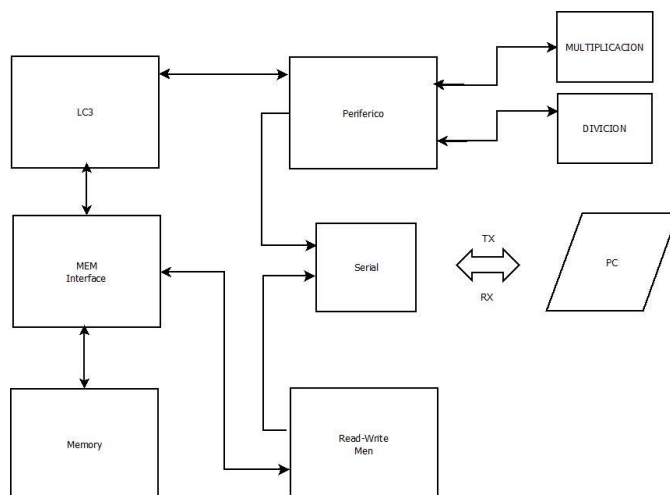 MULTIPLICACION
LC3
Periferico
DIVICION
TX
MEM
Interface
Serial
PC
RX
Memory
Read-Write
Men